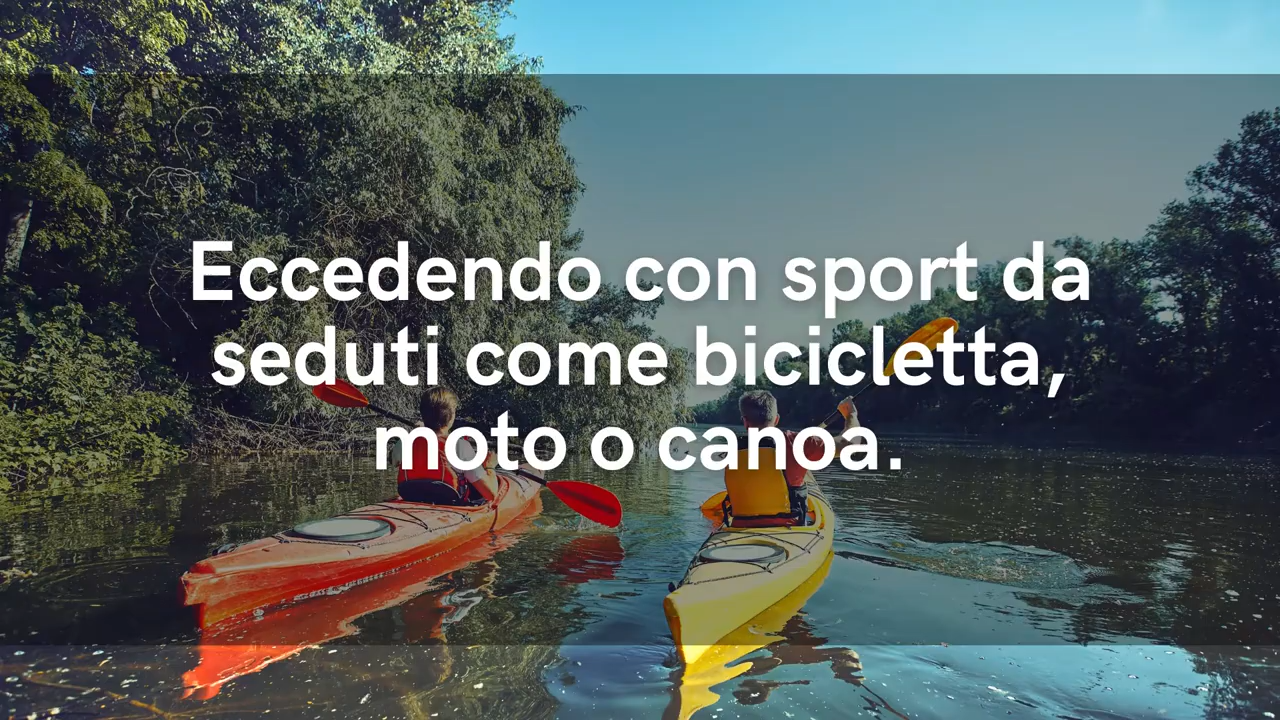 Eccedendo con sport da
seduti come bicicletta,
moto o canoa.